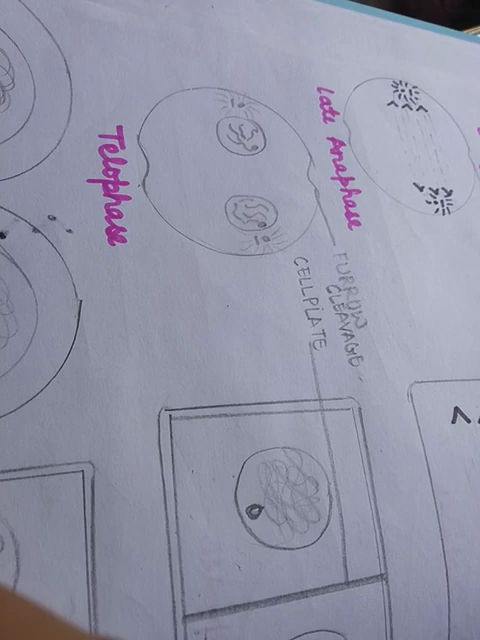 Late Anaphase
Telophase
FURROW
CLEAVAGE
CELLPLATE